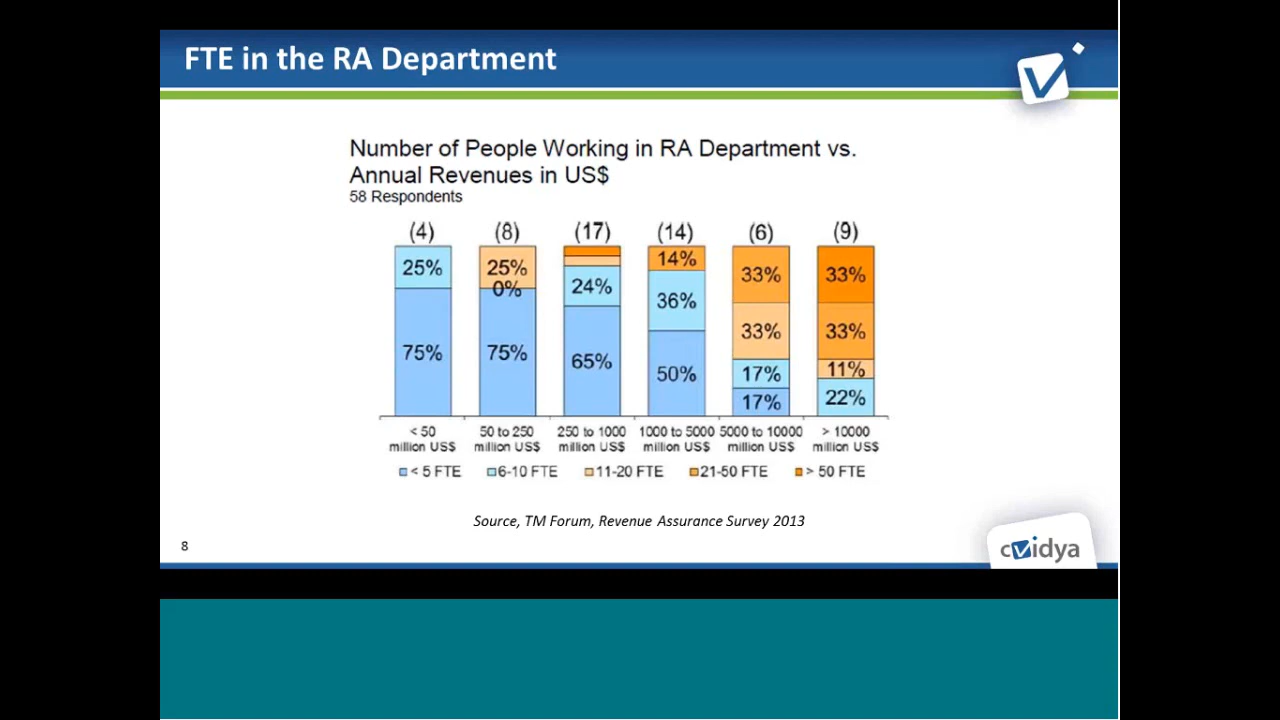 FTE in the RA Department
Number of People Working in RA Department vs.
Annual Revenues in US$
58 Respondents
(4) (8) (17) (14) (6) (9)
25% 25% 0% 24% 14% 36% 33% 33% 33% 33%
75% 75% 65% 50% 17% 17% 11% 22%
< 50 50 to 250 250 to 1000 1000 to 5000 5000 to 10000 > 10000
million US$ million US$ million US$ million US$ million US$ million US$
< 5 FTE 6-10 FTE 11-20 FTE 21-50 FTE > 50 FTE
Source, TM Forum, Revenue Assurance Survey 2013
8
cvidya